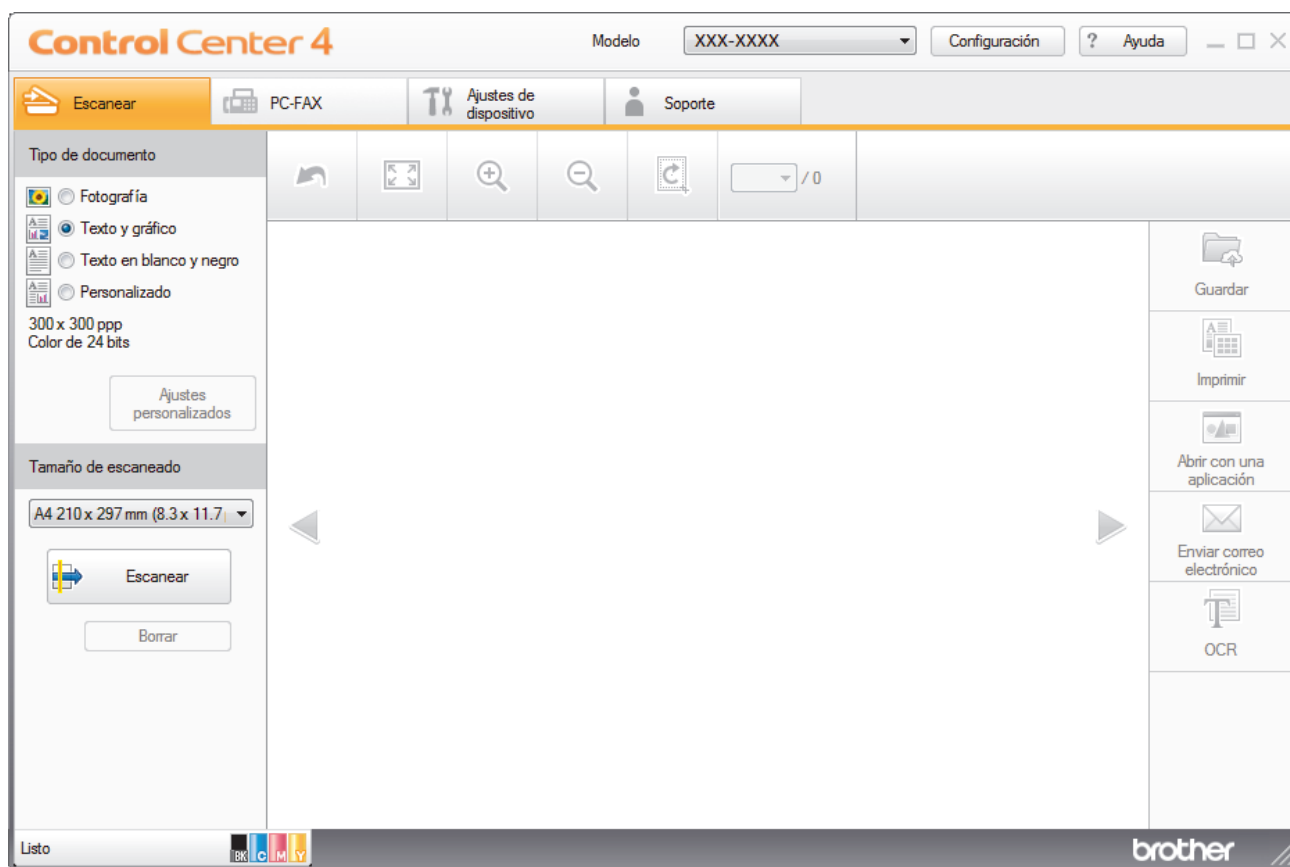 Control Center 4
Modelo
XXX-XXXX
Configuración
? Ayuda
Escanear
PC-FAX
Ajustes de
dispositivo
Soporte
Tipo de documento
Fotografía
Texto y gráfico
Texto en blanco y negro
Personalizado
300 x 300 ppp
Color de 24 bits
Ajustes
personalizados
Tamaño de escaneado
A4 210 x 297 mm (8.3 x 11.7
Escanear
Borrar
/ 0
Guardar
Imprimir
Abrir con una
aplicación
Enviar correo
electrónico
OCR
Listo
BK C M Y
brother